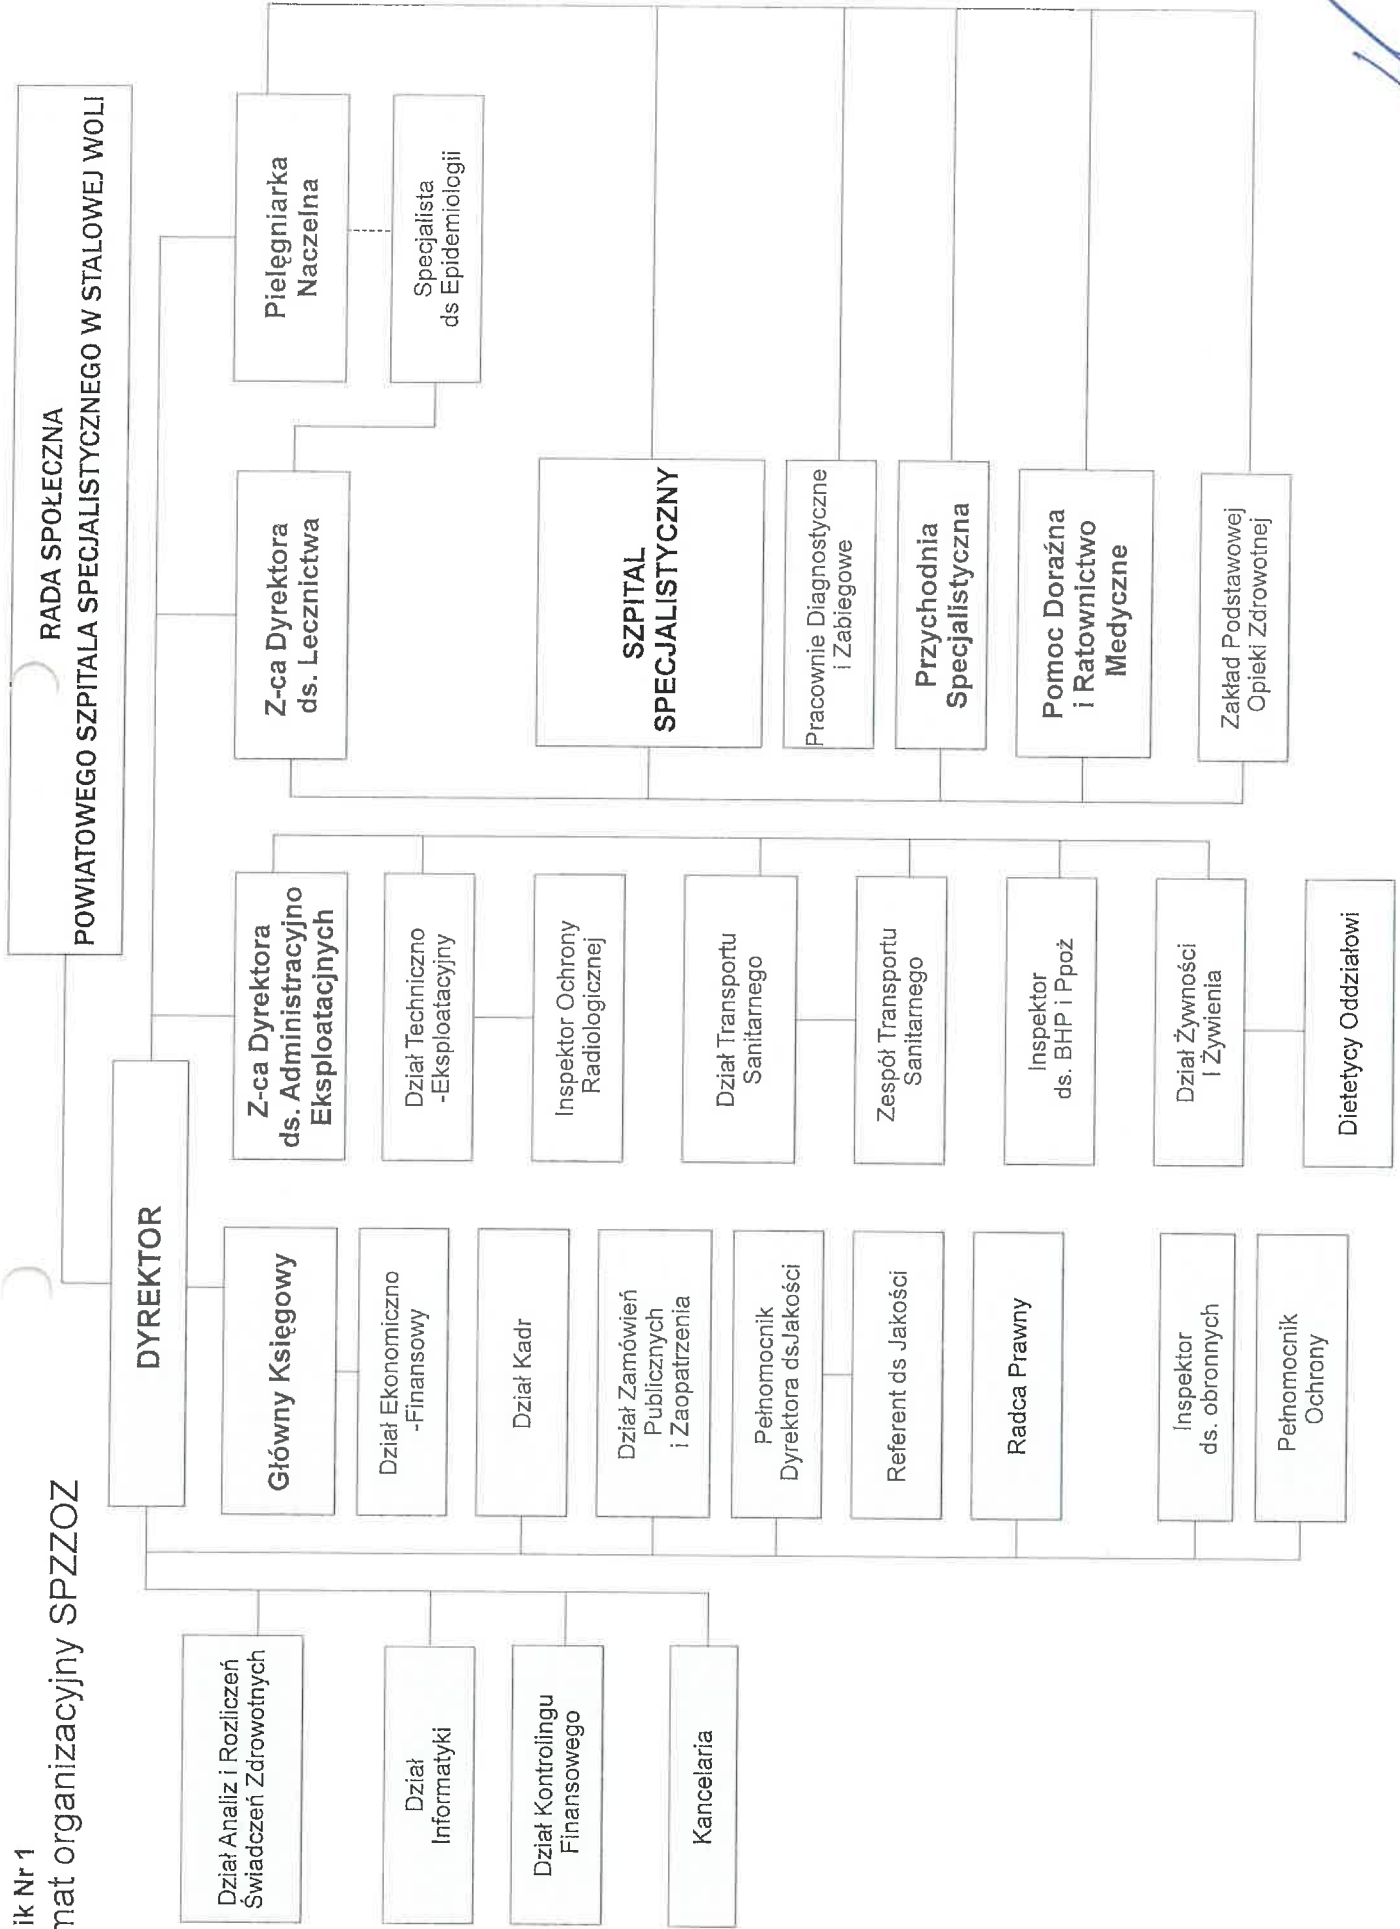 ik Nr 1
mat organizacyjny SPZZOZ
RADA SPOŁECZNA
POWIATOWEGO SZPITALA SPECJALISTYCZNEGO W STALOWEJ WOLI
DYREKTOR
Dział Analiz i Rozliczeń
Świadczeń Zdrowotnych
Dział
Informatyki
Dział Kontrolingu
Finansowego
Kancelaria
Główny Księgowy
Dział Ekonomiczno
-Finansowy
Dział Kadr
Dział Zamówień
Publicznych
i Zaopatrzenia
Pełnomocnik
Dyrektora dsJakości
Referent ds Jakości
Radca Prawny
Inspektor
ds. obronnych
Pełnomocnik
Ochrony
Z-ca Dyrektora
ds. Administracyjno
Eksploatacjnych
Dział Techniczno
-Eksploatacyjny
Inspektor Ochrony
Radiologicznej
Dział Transportu
Sanitarnego
Zespół Transportu
Sanitarnego
Inspektor
ds. BHP i Ppoż
Dział Żywności
I Żywienia
Dietetycy Oddziałowi
Z-ca Dyrektora
ds. Lecznictwa
SZPITAL
SPECJALISTYCZNY
Pracownie Diagnostyczne
i Zabiegowe
Przychodnia
Specjalistyczna
Pomoc Doraźna
i Ratownictwo
Medyczne
Zakład Podstawowej
Opieki Zdrowotnej
Pielęgniarka
Naczelna
Specjalista
ds Epidemiologii